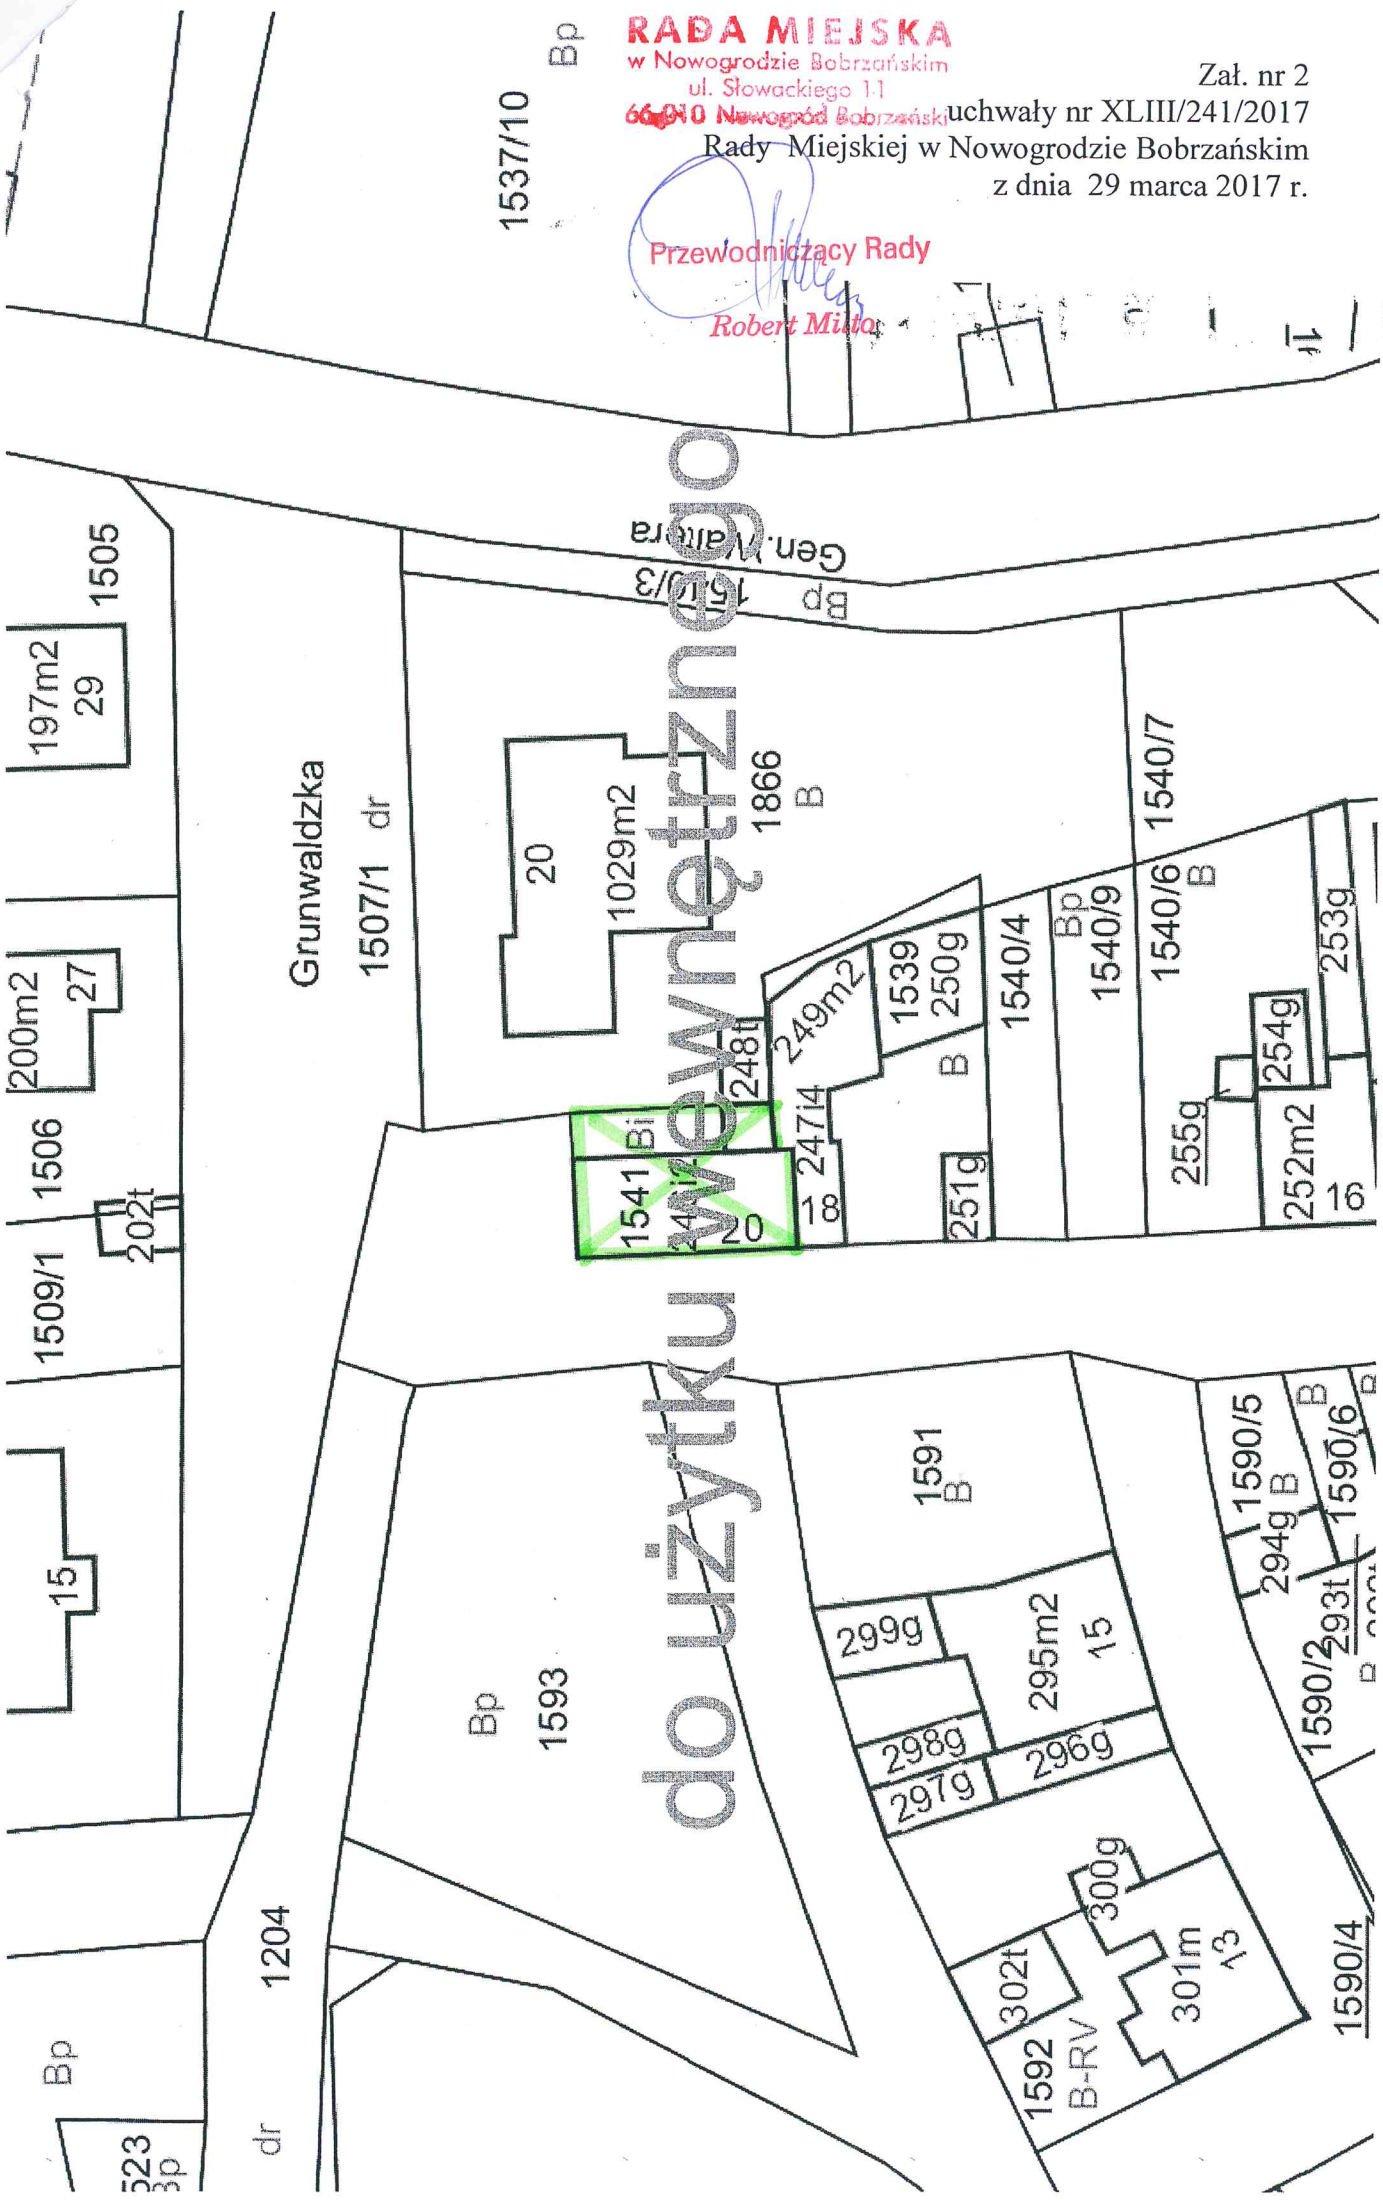 RADA MIEJSKA
w Nowogrodzie Bobrzańskim
ul. Słowackiego 11
66-010 Nowogród Bobrzański
Zał. nr 2
uchwały nr XLIII/241/2017
Rady Miejskiej w Nowogrodzie Bobrzańskim
z dnia 29 marca 2017 r.
Przewodniczący Rady
Robert Mitto
do użytku wewnętrznego
Bp
1537/10
1505
197m2
29
Grunwaldzka
1507/1 dr
200m2
27
1506
202t
1509/1
15
1204
dr
Bp
523
Bp
Gen. Waltera
Bp
20
1029m2
1866
B
1540/7
1540/6
B
Bp
1540/9
1540/4
1539
250g
249m2
248t
247i4
18
B
251g
253g
254g
255g
252m2
16
1541
Bi
20
Bp
1593
1591
B
299g
298g
297g
295m2
15
296g
300g
301m
13
302t
1592
B-RV
1590/5
B
294g
B
1590/6
B
293t
1590/2
B
1590/4